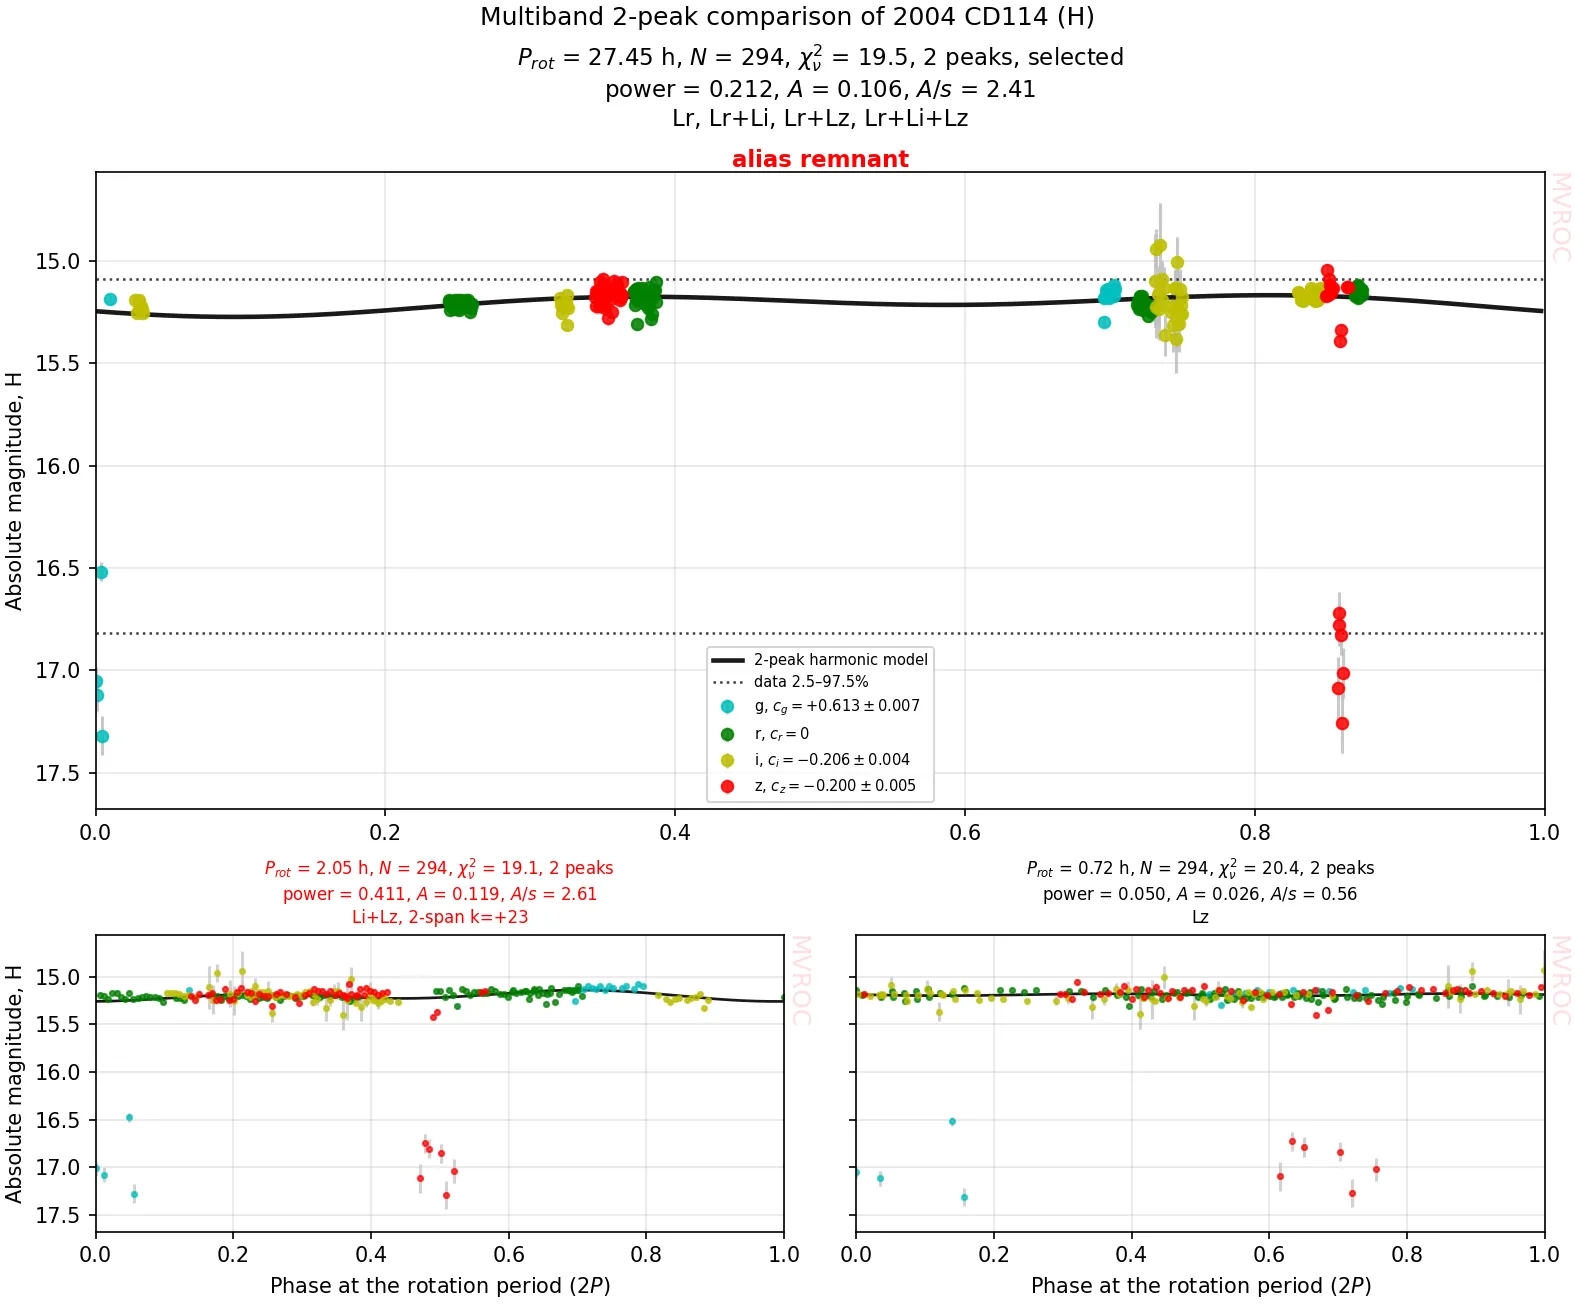 Multiband 2-peak comparison of 2004 CD114 (H)
P_rot = 27.45 h, N = 294, χ²_ν = 19.5, 2 peaks, selected
power = 0.212, A = 0.106, A/s = 2.41
Lr, Lr+Li, Lr+Lz, Lr+Li+Lz
alias remnant
MVROC
Absolute magnitude, H
15.0
15.5
16.0
16.5
17.0
17.5
2-peak harmonic model
data 2.5–97.5%
g, c_g = +0.613 ± 0.007
r, c_r = 0
i, c_i = −0.206 ± 0.004
z, c_z = −0.200 ± 0.005
0.0 0.2 0.4 0.6 0.8 1.0
P_rot = 2.05 h, N = 294, χ²_ν = 19.1, 2 peaks
power = 0.411, A = 0.119, A/s = 2.61
Li+Lz, 2-span k=+23
MVROC
Absolute magnitude, H
15.0
15.5
16.0
16.5
17.0
17.5
0.0 0.2 0.4 0.6 0.8 1.0
Phase at the rotation period (2P)
P_rot = 0.72 h, N = 294, χ²_ν = 20.4, 2 peaks
power = 0.050, A = 0.026, A/s = 0.56
Lz
MVROC
0.0 0.2 0.4 0.6 0.8 1.0
Phase at the rotation period (2P)